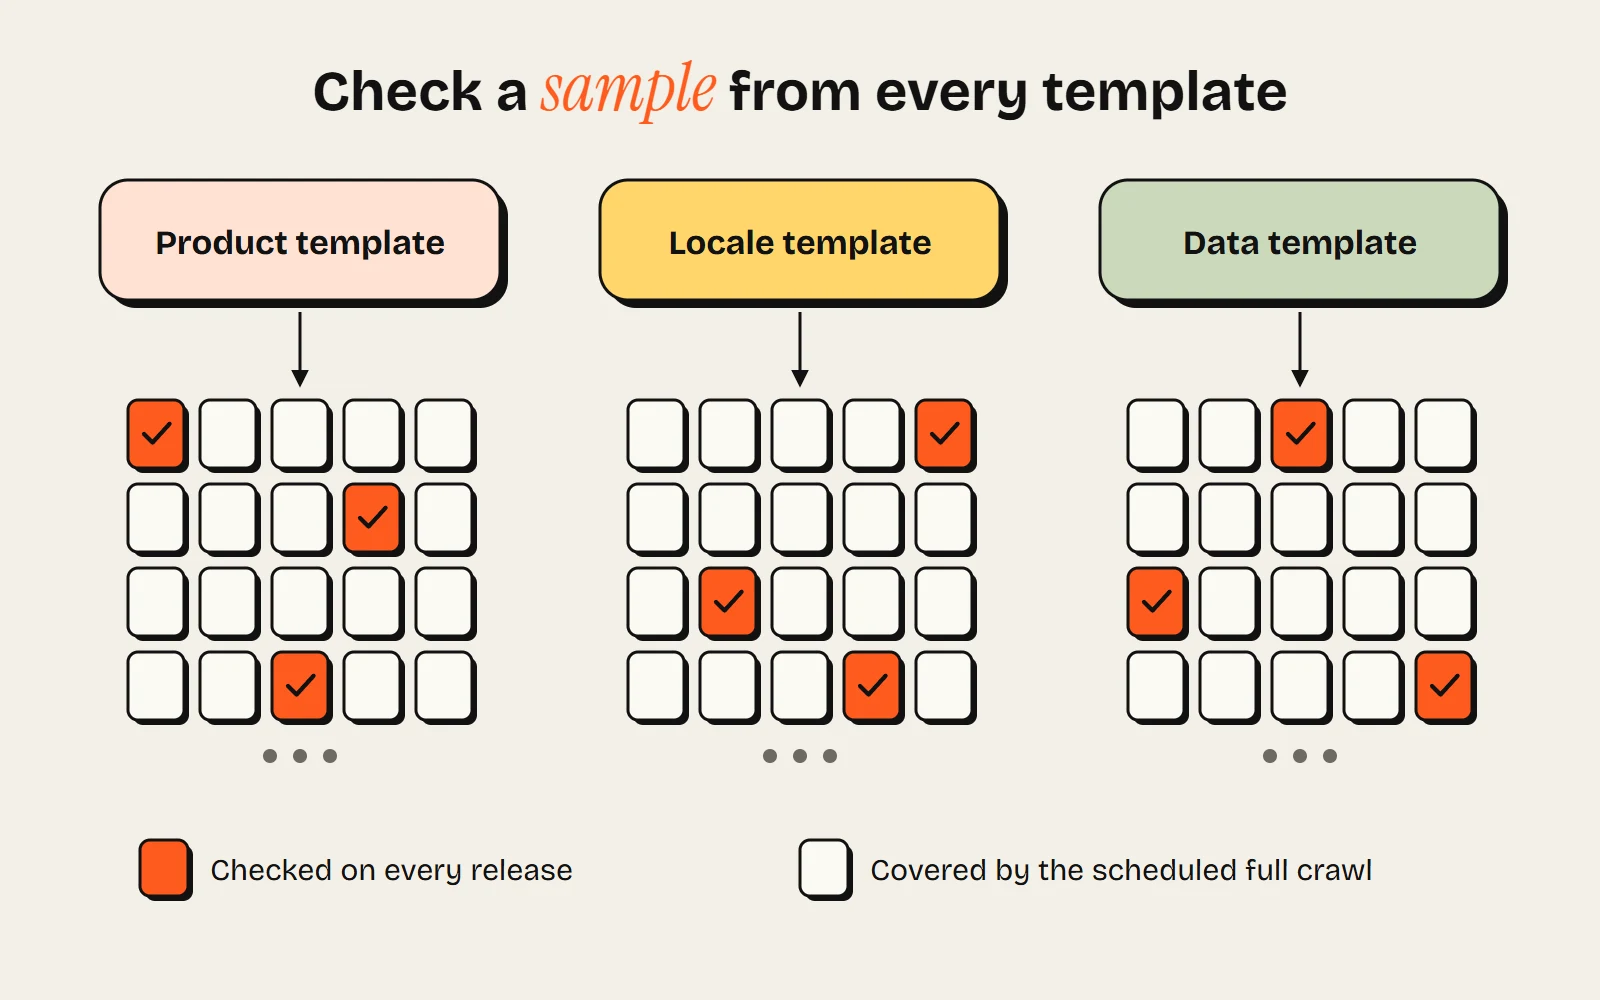 Check a sample from every template
Product template
Locale template
Data template
Checked on every release
Covered by the scheduled full crawl